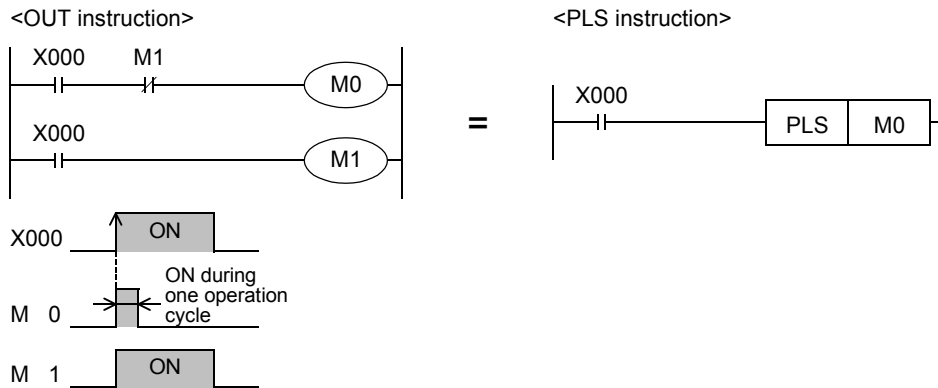 <OUT instruction>
X000 M1
M0
X000
M1
=
<PLS instruction>
X000
PLS M0
X000 ON
ON during
one operation
cycle
M 0
M 1 ON